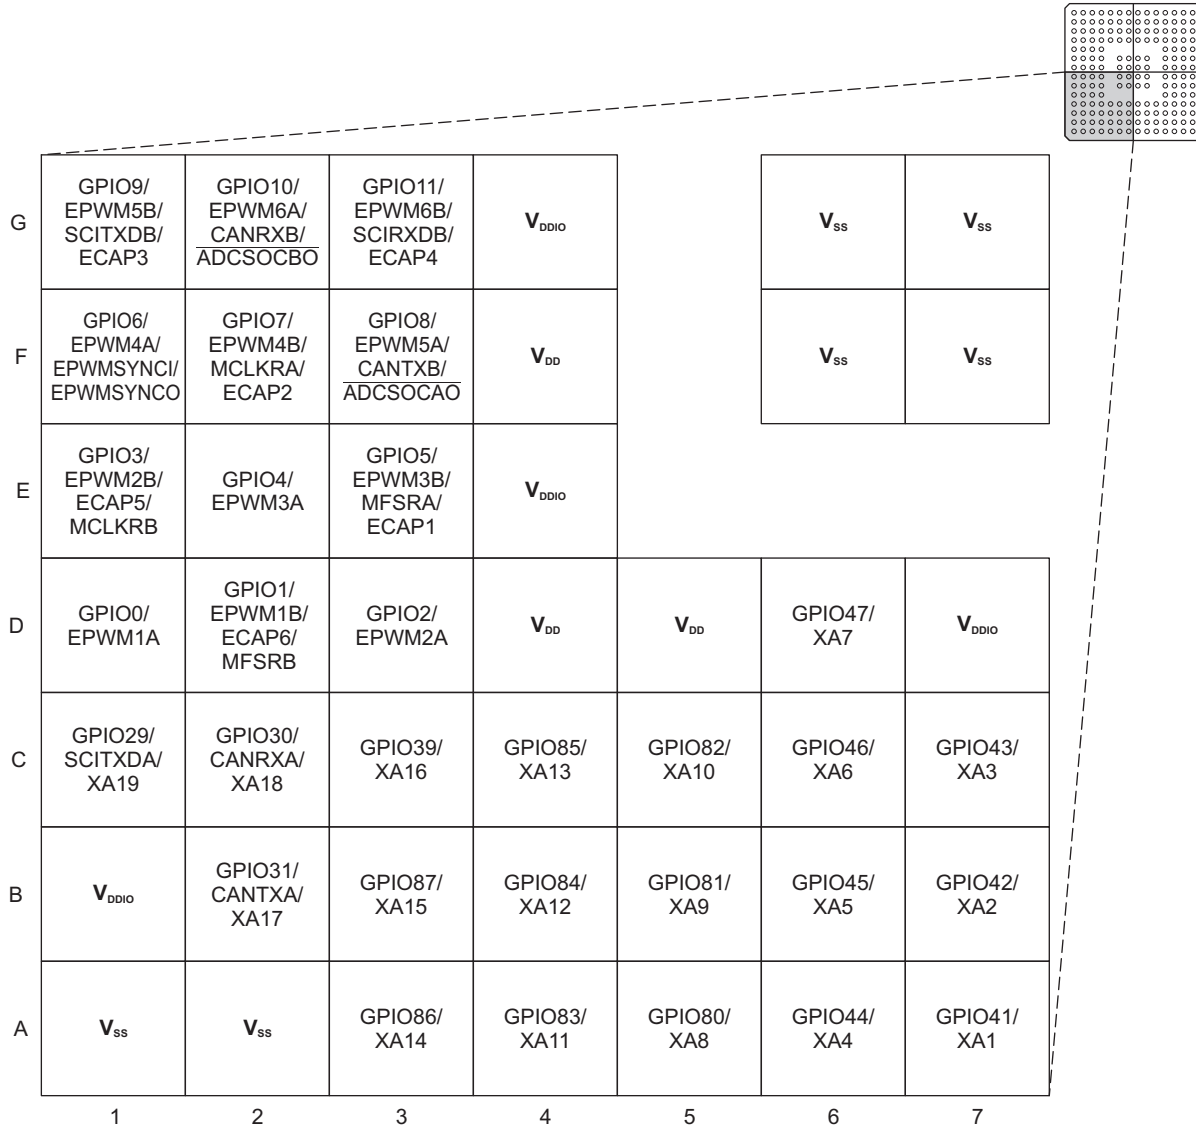 G
GPIO9/
EPWM5B/
SCITXDB/
ECAP3
GPIO10/
EPWM6A/
CANRXB/
ADCSOCBO
GPIO11/
EPWM6B/
SCIRXDB/
ECAP4
VDDIO
VSS
VSS
F
GPIO6/
EPWM4A/
EPWMSYNCI/
EPWMSYNCO
GPIO7/
EPWM4B/
MCLKRA/
ECAP2
GPIO8/
EPWM5A/
CANTXB/
ADCSOCAO
VDD
VSS
VSS
E
GPIO3/
EPWM2B/
ECAP5/
MCLKRB
GPIO4/
EPWM3A
GPIO5/
EPWM3B/
MFSRA/
ECAP1
VDDIO
D
GPIO0/
EPWM1A
GPIO1/
EPWM1B/
ECAP6/
MFSRB
GPIO2/
EPWM2A
VDD
VDD
GPIO47/
XA7
VDDIO
C
GPIO29/
SCITXDA/
XA19
GPIO30/
CANRXA/
XA18
GPIO39/
XA16
GPIO85/
XA13
GPIO82/
XA10
GPIO46/
XA6
GPIO43/
XA3
B
VDDIO
GPIO31/
CANTXA/
XA17
GPIO87/
XA15
GPIO84/
XA12
GPIO81/
XA9
GPIO45/
XA5
GPIO42/
XA2
A
VSS
VSS
GPIO86/
XA14
GPIO83/
XA11
GPIO80/
XA8
GPIO44/
XA4
GPIO41/
XA1
1 2 3 4 5 6 7